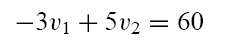 −3v₁ + 5v₂ = 60